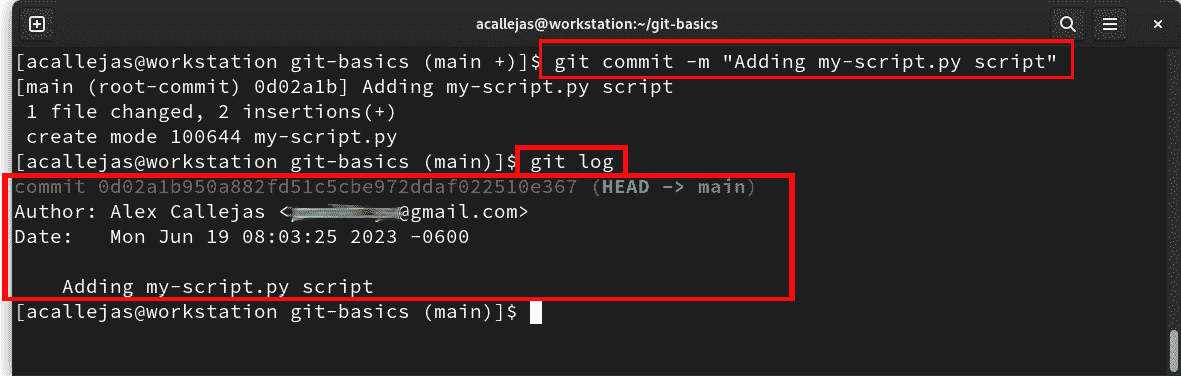 acallejas@workstation:~/git-basics
[acallejas@workstation git-basics (main +)]$ git commit -m "Adding my-script.py script"
[main (root-commit) 0d02a1b] Adding my-script.py script
 1 file changed, 2 insertions(+)
 create mode 100644 my-script.py
[acallejas@workstation git-basics (main)]$ git log
commit 0d02a1b950a882fd51c5cbe972ddaf022510e367 (HEAD -> main)
Author: Alex Callejas <@gmail.com>
Date:   Mon Jun 19 08:03:25 2023 -0600
    Adding my-script.py script
[acallejas@workstation git-basics (main)]$